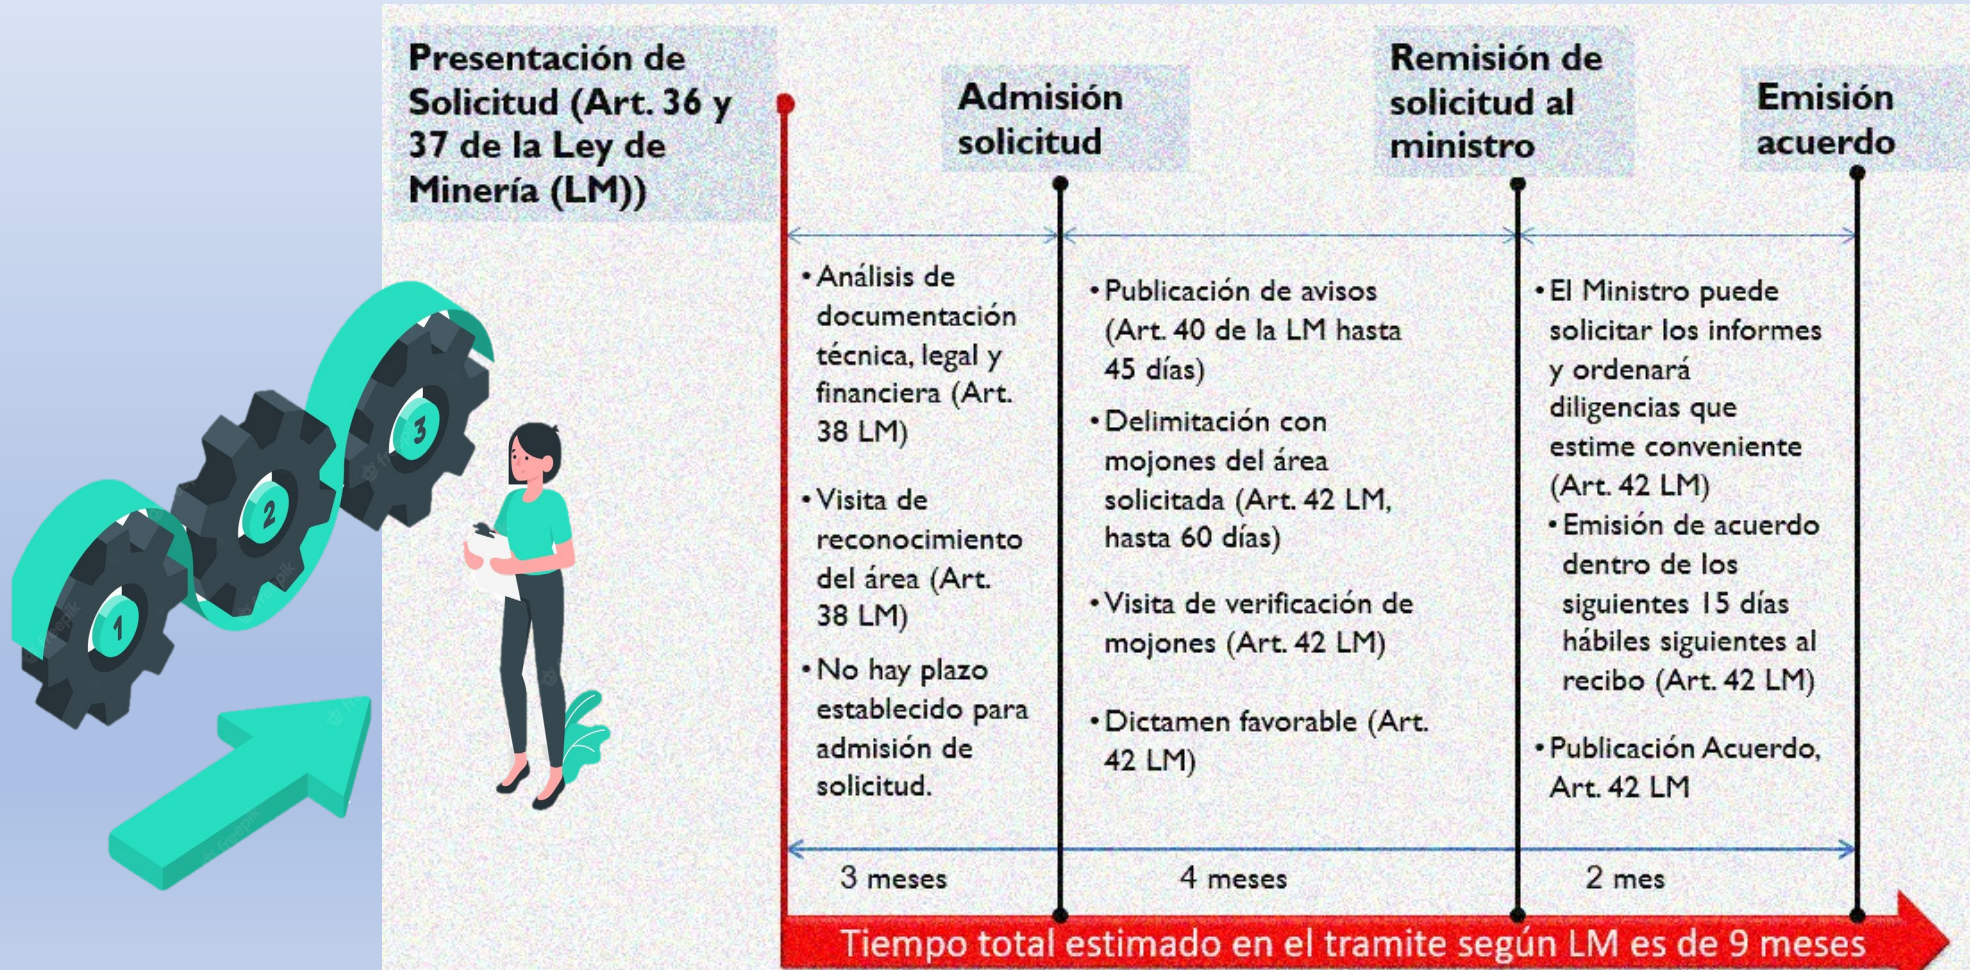 Presentación de
Solicitud (Art. 36 y
37 de la Ley de
Minería (LM))
Admisión
solicitud
Remisión de
solicitud al
ministro
Emisión
acuerdo
•Análisis de
documentación
técnica, legal y
financiera (Art.
38 LM)
•Visita de
reconocimiento
del área (Art.
38 LM)
•No hay plazo
establecido para
admisión de
solicitud.
•Publicación de avisos
(Art. 40 de la LM hasta
45 días)
•Delimitación con
mojones del área
solicitada (Art. 42 LM,
hasta 60 días)
•Visita de verificación de
mojones (Art. 42 LM)
•Dictamen favorable (Art.
42 LM)
•El Ministro puede
solicitar los informes
y ordenará
diligencias que
estime conveniente
(Art. 42 LM)
•Emisión de acuerdo
dentro de los
siguientes 15 días
hábiles siguientes al
recibo (Art. 42 LM)
•Publicación Acuerdo,
Art. 42 LM
1
2
3
3 meses
4 meses
2 mes
Tiempo total estimado en el tramite según LM es de 9 meses